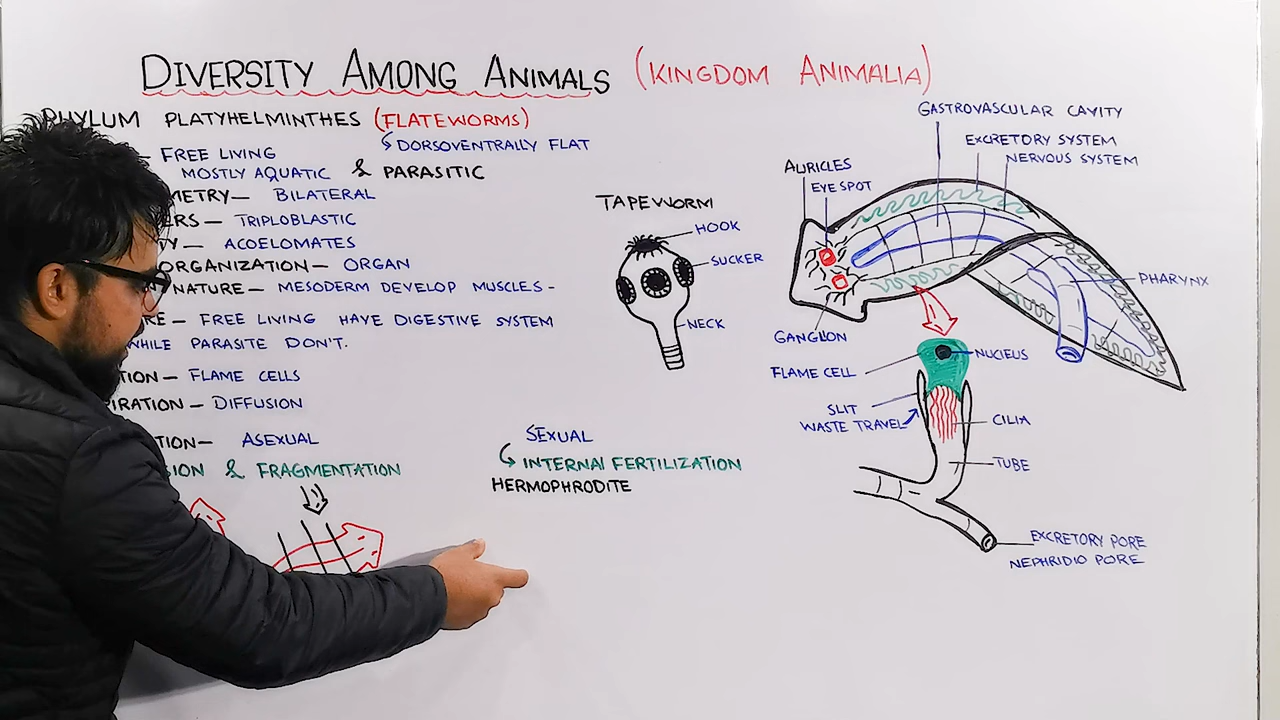 DIVERSITY AMONG ANIMALS (KINGDOM ANIMALIA)
PHYLUM PLATYHELMINTHES (FLATEWORMS)
DORSOVENTRALLY FLAT
— FREE LIVING
MOSTLY AQUATIC & PARASITIC
METRY— BILATERAL
ERS— TRIPLOBLASTIC
TY— ACOELOMATES
ORGANIZATION— ORGAN
NATURE— MESODERM DEVELOP MUSCLES-
RE— FREE LIVING HAVE DIGESTIVE SYSTEM
WHILE PARASITE DON'T.
TION— FLAME CELLS
IRATION— DIFFUSION
TION— ASEXUAL
SION & FRAGMENTATION
SEXUAL
INTERNAL FERTILIZATION
HERMOPHRODITE
TAPEWORM
HOOK
SUCKER
NECK
GASTROVASCULAR CAVITY
EXCRETORY SYSTEM
NERVOUS SYSTEM
AURICLES
EYE SPOT
PHARYNX
GANGLION
NUCEUS
FLAME CELL
SLIT
WASTE TRAVEL
CILIA
TUBE
EXCRETORY PORE
NEPHRIDIO PORE